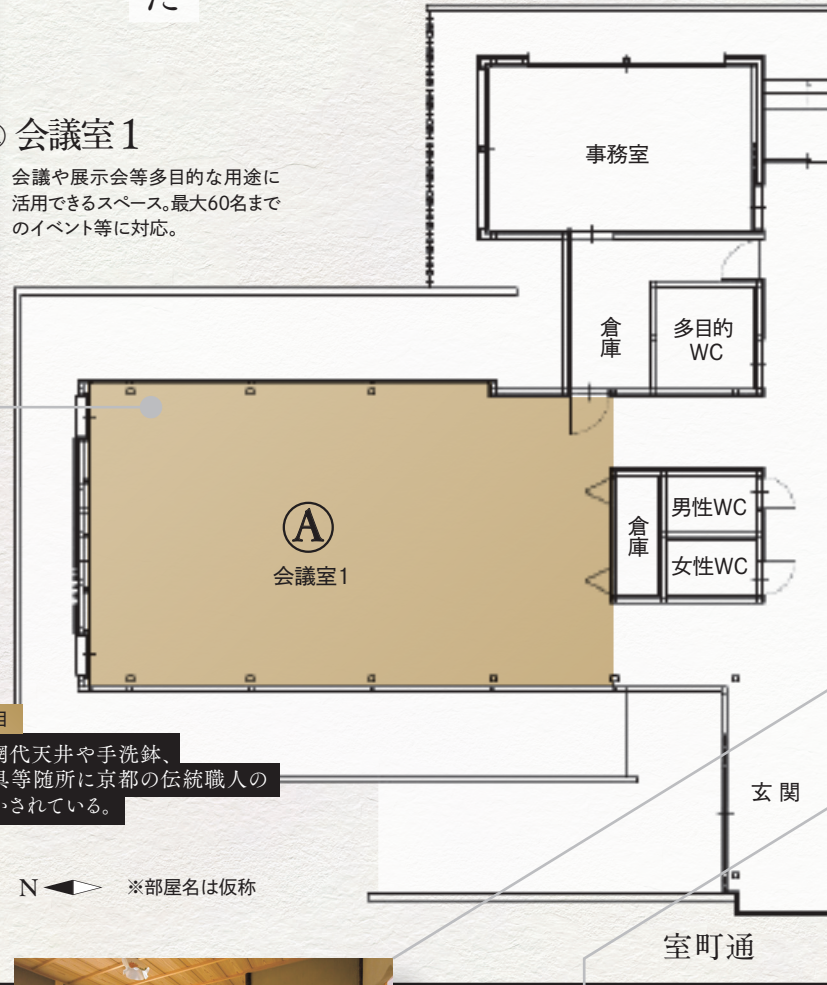 会議室1
会議や展示会等多目的な用途に
活用できるスペース。最大60名まで
のイベント等に対応。
事務室
倉庫
多目的
WC
A
会議室1
倉庫
男性WC
女性WC
代天井や手洗鉢、
等随所に京都の伝統職人の
されている。
玄関
N
※部屋名は仮称
室町通